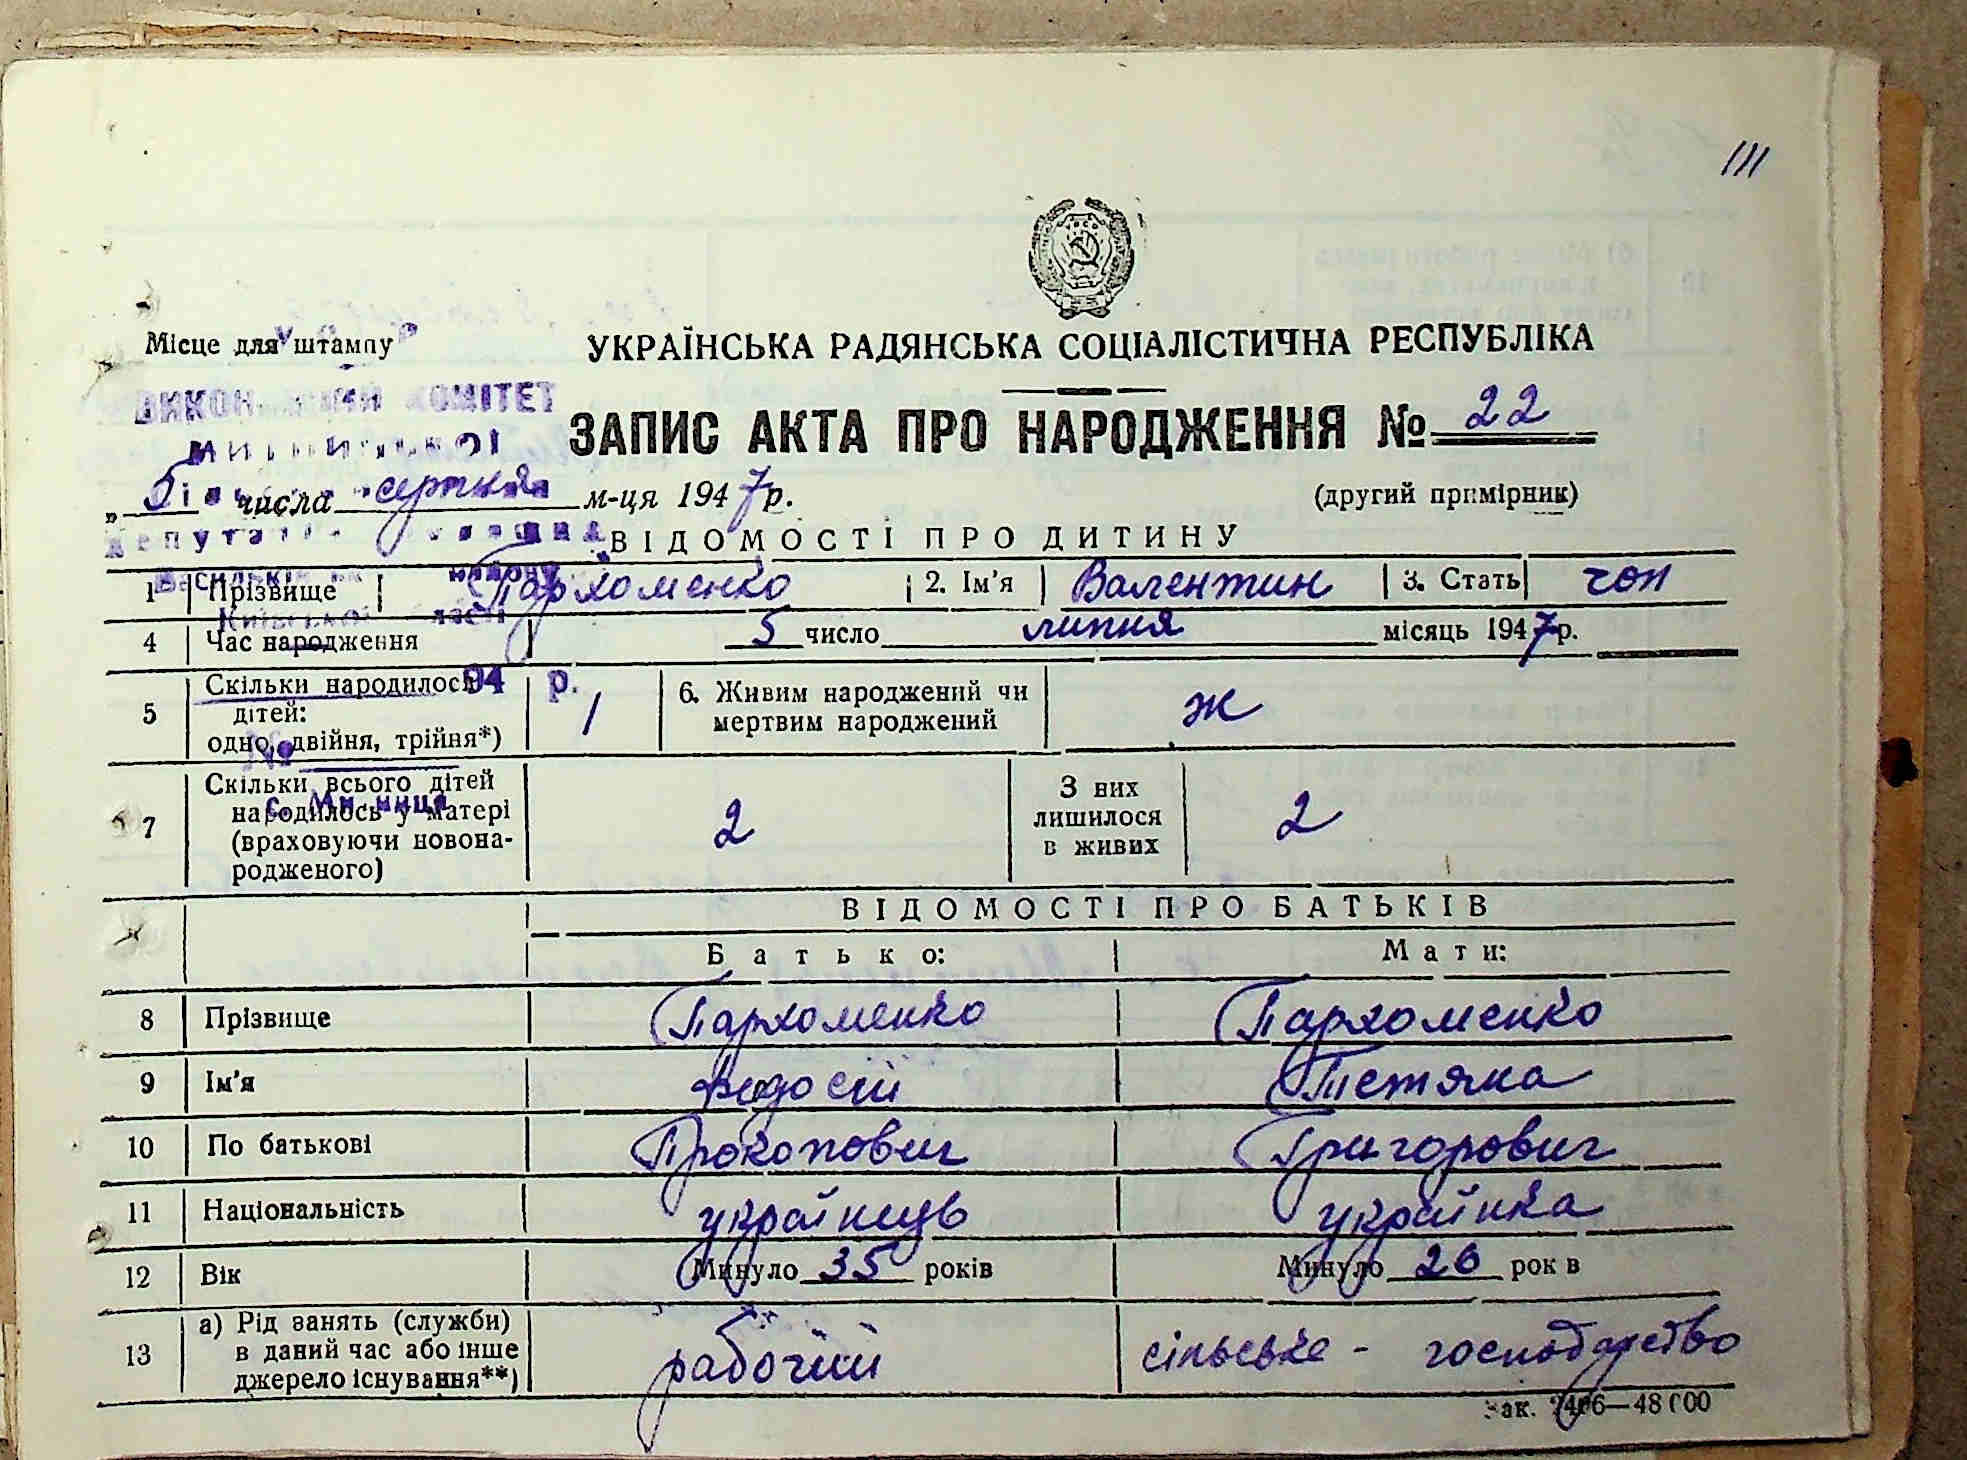 111
Місце для штампу
УКРАЇНСЬКА РАДЯНСЬКА СОЦІАЛІСТИЧНА РЕСПУБЛІКА
КОМІТЕТ
ЗАПИС АКТА ПРО НАРОДЖЕННЯ № 22
„ 5 числа серпня м-ця 1947 р.
(другий примірник)
ВІДОМОСТІ ПРО ДИТИНУ
1 Прізвище Пархоменко 2. Ім'я Валентин 3. Стать чол
4 Час народження 5 число липня місяць 1947 р.
194 р.
5 Скільки народилося дітей: одно, двійня, трійня*) 1 6. Живим народжений чи мертвим народжений ж
№
7 Скільки всього дітей народилось у матері (враховуючи новонародженого) 2 З них лишилося в живих 2
ВІДОМОСТІ ПРО БАТЬКІВ
Батько: Мати:
8 Прізвище Пархоменко Пархоменко
9 Ім'я Федосій Тетяна
10 По батькові Прокопович Григорович
11 Національність українець українка
12 Вік Минуло 35 років Минуло 26 рок в
13 а) Рід занять (служби) в даний час або інше джерело існування**) рабочий сільське - господарство
Зак. 2406—48 000